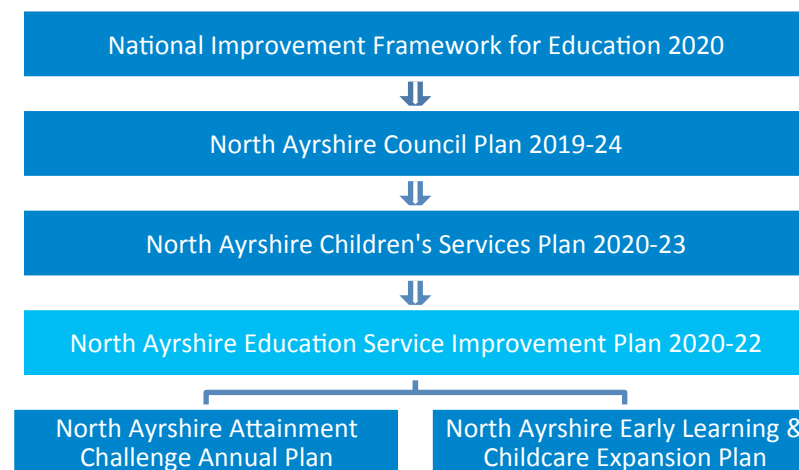 National Improvement Framework for Education 2020
North Ayrshire Council Plan 2019-24
North Ayrshire Children's Services Plan 2020-23
North Ayrshire Education Service Improvement Plan 2020-22
North Ayrshire Attainment
Challenge Annual Plan
North Ayrshire Early Learning &
Childcare Expansion Plan